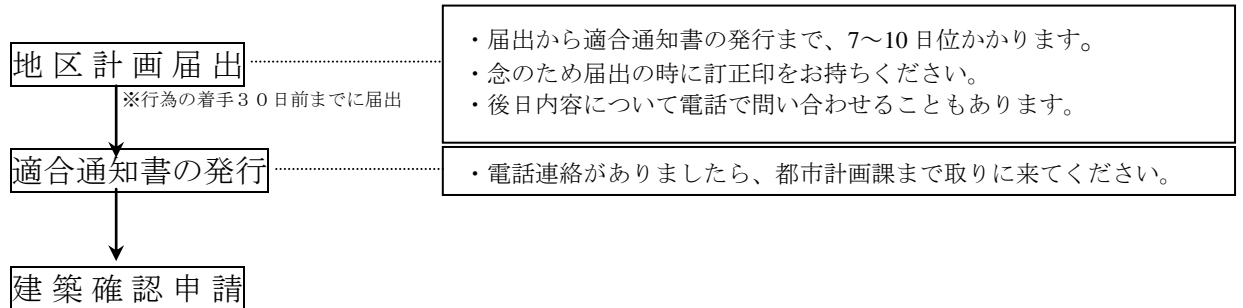 地区計画届出
・届出から適合通知書の発行まで、7〜10日位かかります。
・念のため届出の時に訂正印をお持ちください。
・後日内容について電話で問い合わせることもあります。
※行為の着手３０日前までに届出
適合通知書の発行
・電話連絡がありましたら、都市計画課まで取りに来てください。
建築確認申請